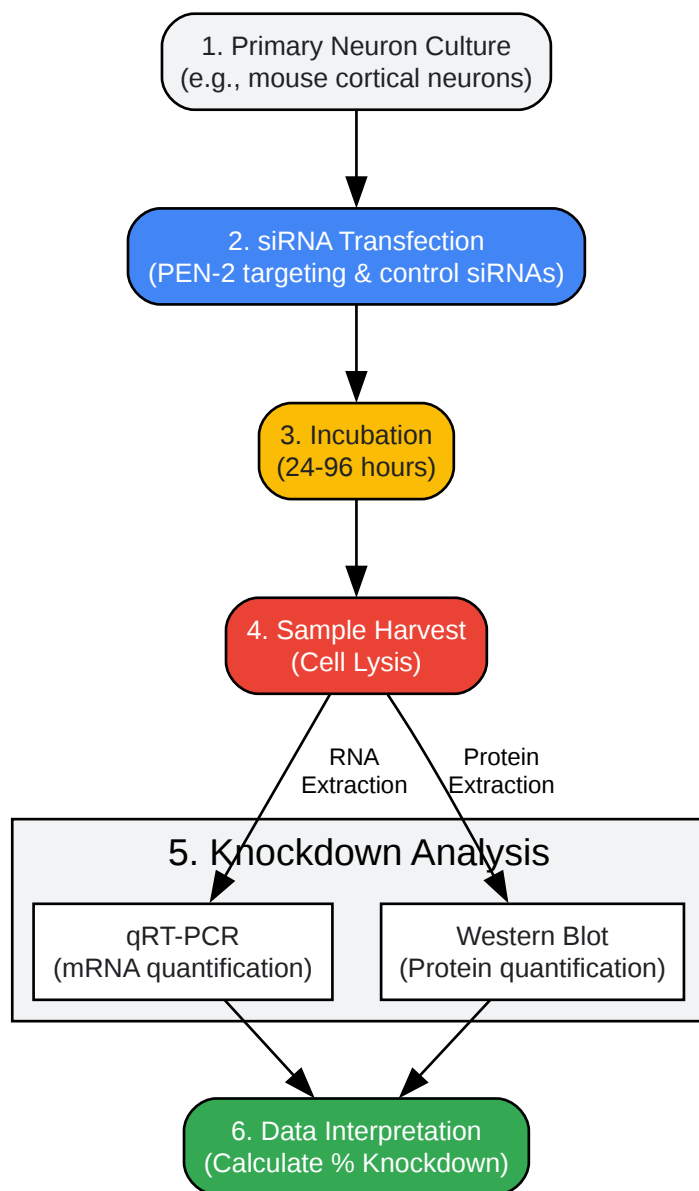 1. Primary Neuron Culture
(e.g., mouse cortical neurons)
2. siRNA Transfection
(PEN-2 targeting & control siRNAs)
3. Incubation
(24-96 hours)
4. Sample Harvest
(Cell Lysis)
RNA
Extraction
Protein
Extraction
5. Knockdown Analysis
qRT-PCR
(mRNA quantification)
Western Blot
(Protein quantification)
6. Data Interpretation
(Calculate % Knockdown)